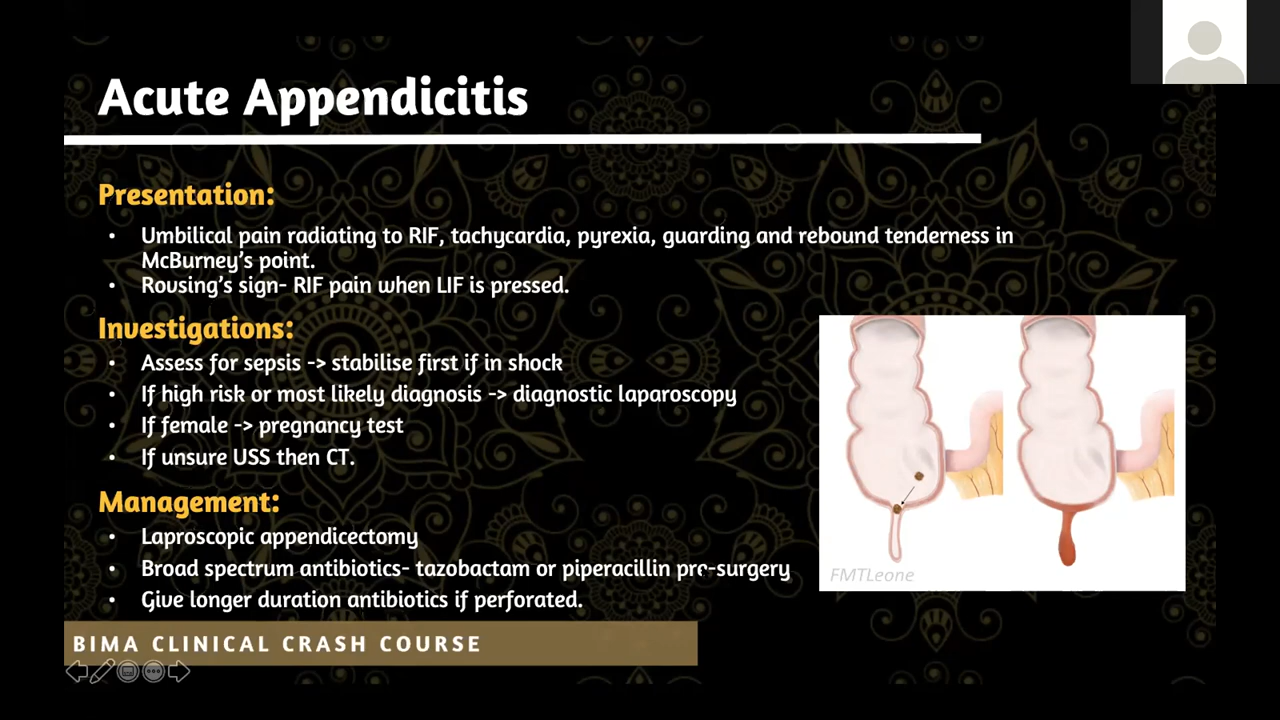 Acute Appendicitis
Presentation:
• Umbilical pain radiating to RIF, tachycardia, pyrexia, guarding and rebound tenderness in
McBurney's point.
• Rovsing's sign- RIF pain when LIF is pressed.
Investigations:
• Assess for sepsis -> stabilise first if in shock
• If high risk or most likely diagnosis -> diagnostic laparoscopy
• If female -> pregnancy test
• If unsure USS then CT.
Management:
• Laproscopic appendicectomy
• Broad spectrum antibiotics- tazobactam or piperacillin pre-surgery
• Give longer duration antibiotics if perforated.
FMTLeone
BIMA CLINICAL CRASH COURSE